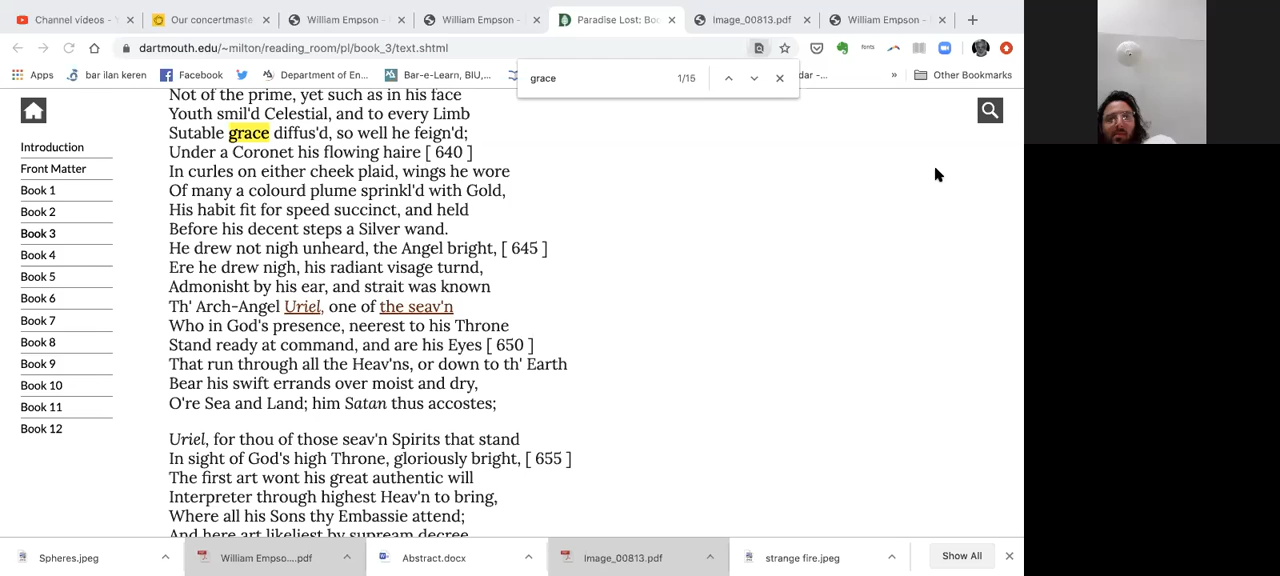 Channel videos - Y
Our concertmaste
William Empson -
William Empson -
Paradise Lost: Boo
Image_00813.pdf
William Empson -
dartmouth.edu/~milton/reading_room/pl/book_3/text.shtml
fonts
Apps
bar ilan keren
Facebook
Department of En...
Bar-e-Learn, BIU,...
dar -...
»
Other Bookmarks
grace
1/15
Introduction
Front Matter
Book 1
Book 2
Book 3
Book 4
Book 5
Book 6
Book 7
Book 8
Book 9
Book 10
Book 11
Book 12
Not of the prime, yet such as in his face
Youth smil'd Celestial, and to every Limb
Sutable grace diffus'd, so well he feign'd;
Under a Coronet his flowing haire [ 640 ]
In curles on either cheek plaid, wings he wore
Of many a colourd plume sprinkl'd with Gold,
His habit fit for speed succinct, and held
Before his decent steps a Silver wand.
He drew not nigh unheard, the Angel bright, [ 645 ]
Ere he drew nigh, his radiant visage turnd,
Admonisht by his ear, and strait was known
Th' Arch-Angel Uriel, one of the seav'n
Who in God's presence, neerest to his Throne
Stand ready at command, and are his Eyes [ 650 ]
That run through all the Heav'ns, or down to th' Earth
Bear his swift errands over moist and dry,
O're Sea and Land; him Satan thus accostes;
Uriel, for thou of those seav'n Spirits that stand
In sight of God's high Throne, gloriously bright, [ 655 ]
The first art wont his great authentic will
Interpreter through highest Heav'n to bring,
Where all his Sons thy Embassie attend;
And here art likeliest by supream decree
Spheres.jpeg
William Empso....pdf
Abstract.docx
Image_00813.pdf
strange fire.jpeg
Show All